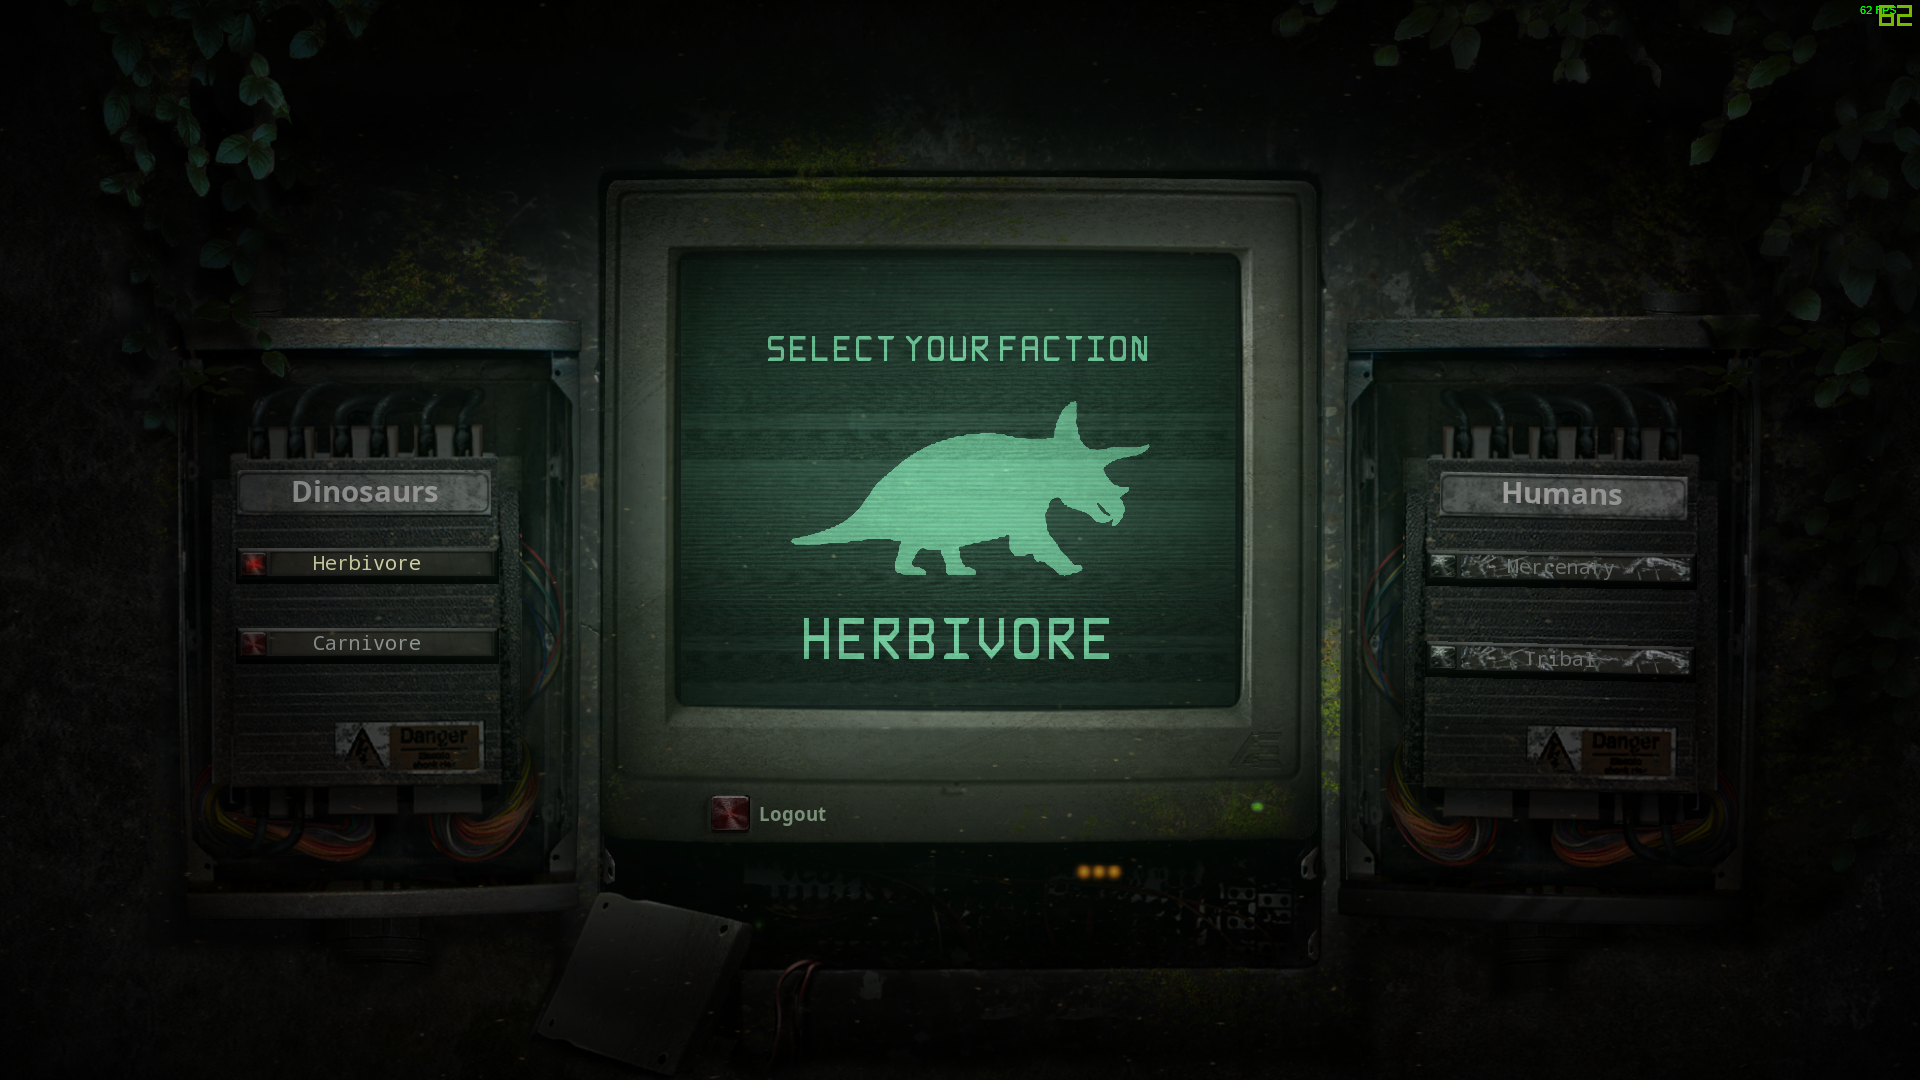 62 FPS
62
SELECT YOUR FACTION
Dinosaurs
Herbivore
Carnivore
Danger
HERBIVORE
Logout
Humans
Mercenary
Tribal
Danger